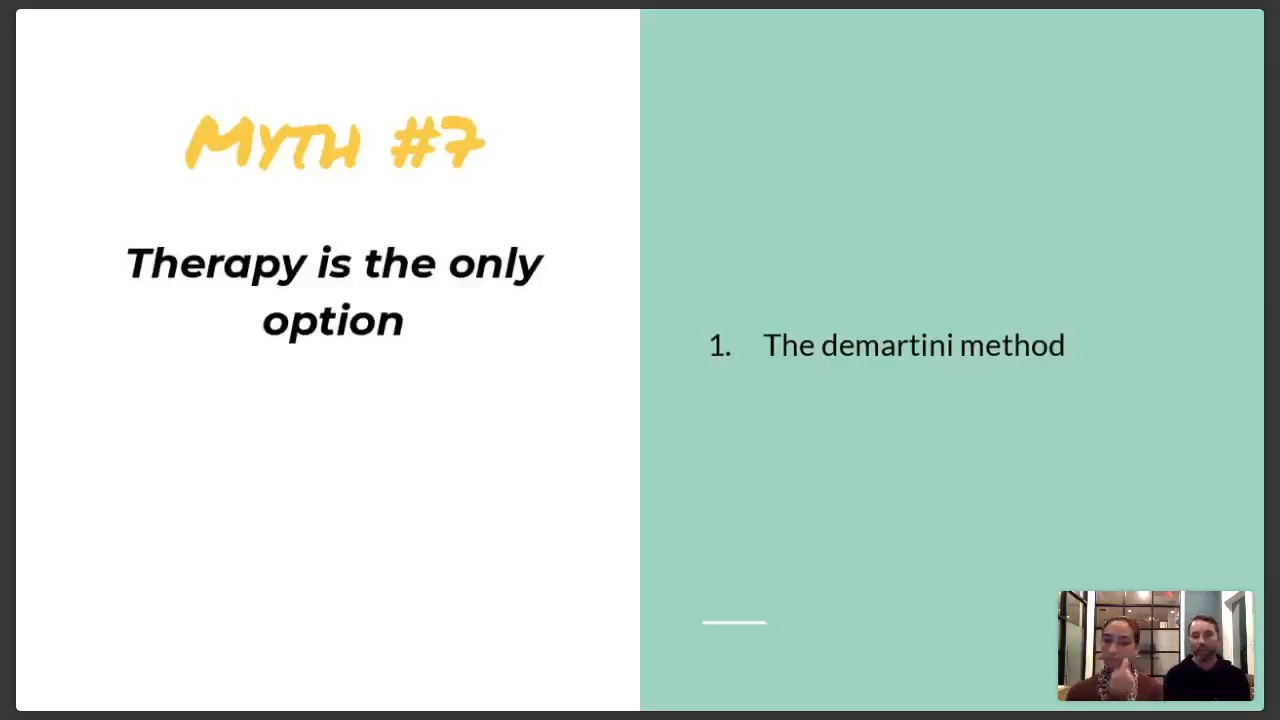 Myth #7
Therapy is the only
option
1. The demartini method